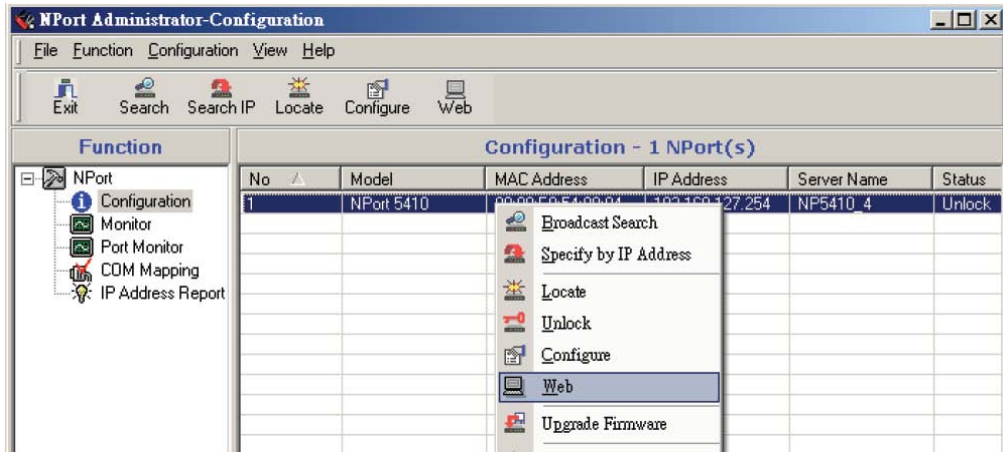 NPort Administrator-Configuration
File Function Configuration View Help
Exit Search Search IP Locate Configure Web
Function
Configuration - 1 NPort(s)
NPort
Configuration
Monitor
Port Monitor
COM Mapping
IP Address Report
No Model MAC Address IP Address Server Name Status
1 NPort 5410 NP5410_4 Unlock
Broadcast Search
Specify by IP Address
Locate
Unlock
Configure
Web
Upgrade Firmware